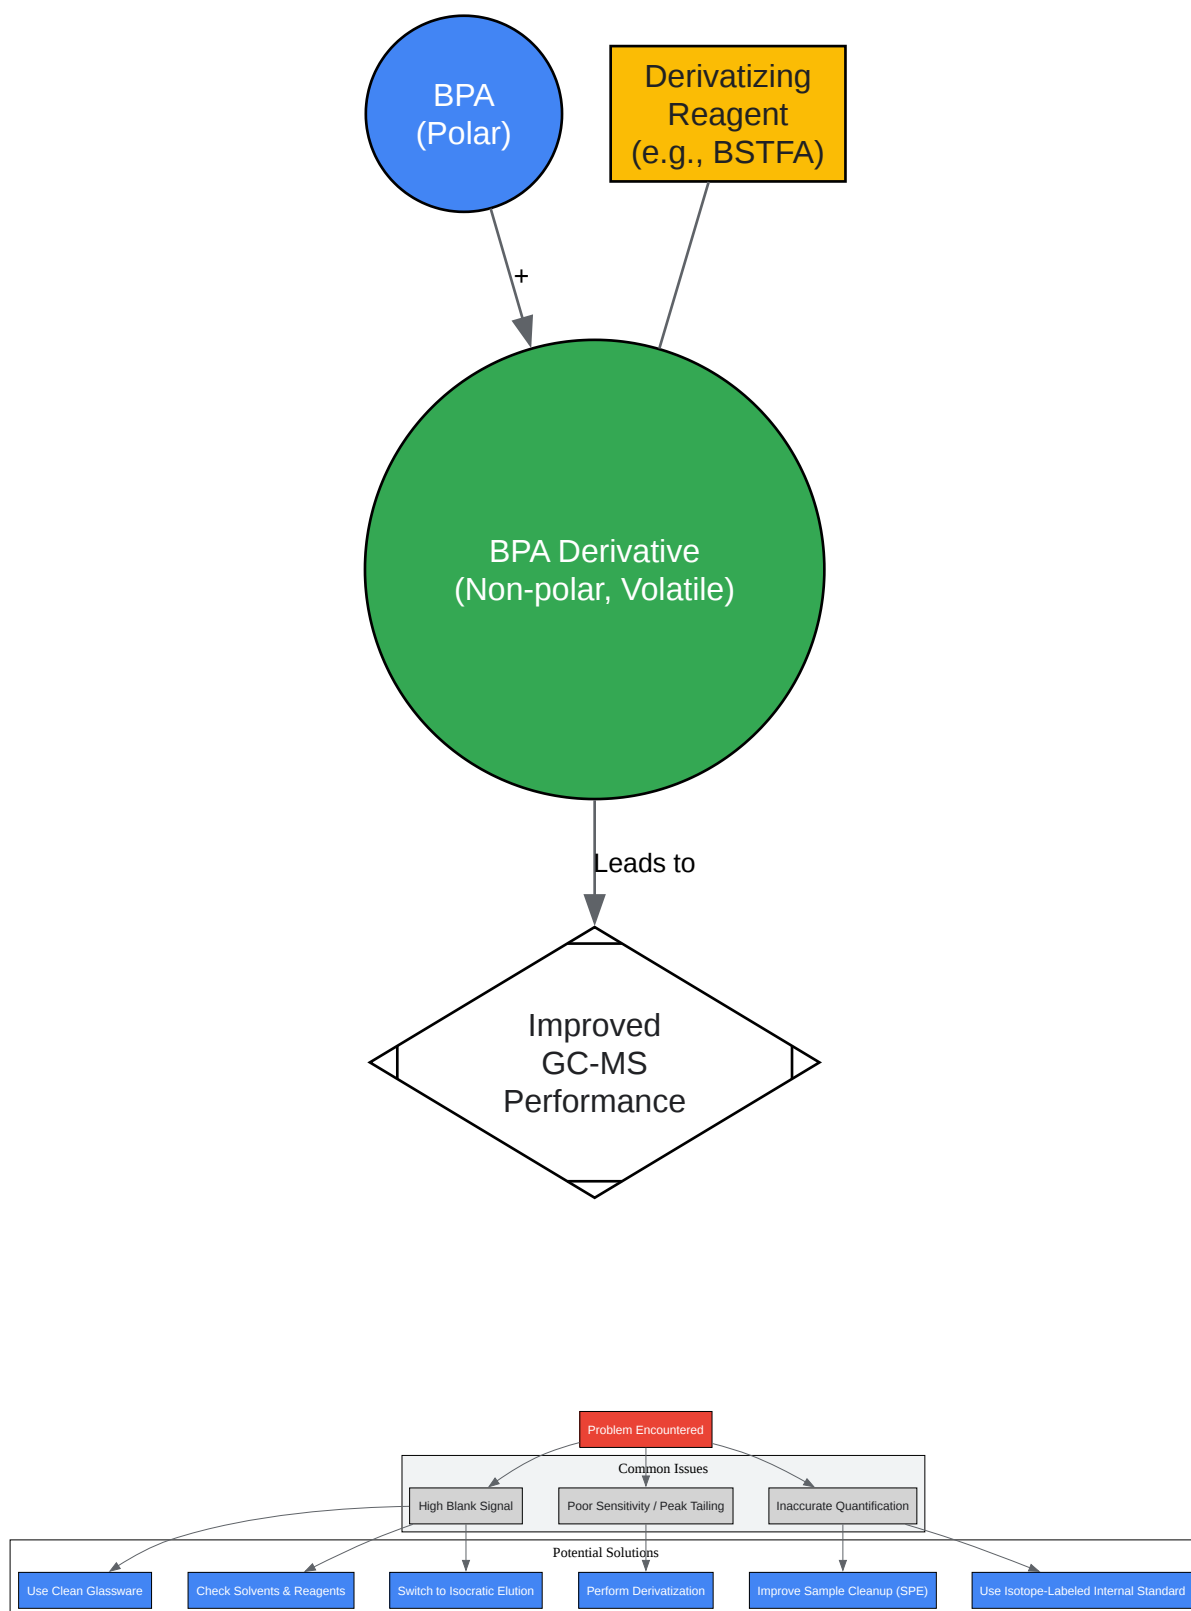 BPA
(Polar)
Derivatizing
Reagent
(e.g., BSTFA)
+
BPA Derivative
(Non-polar, Volatile)
Leads to
Improved
GC-MS
Performance
Problem Encountered
Common Issues
High Blank Signal
Poor Sensitivity / Peak Tailing
Inaccurate Quantification
Potential Solutions
Use Clean Glassware
Check Solvents & Reagents
Switch to Isocratic Elution
Perform Derivatization
Improve Sample Cleanup (SPE)
Use Isotope-Labeled Internal Standard